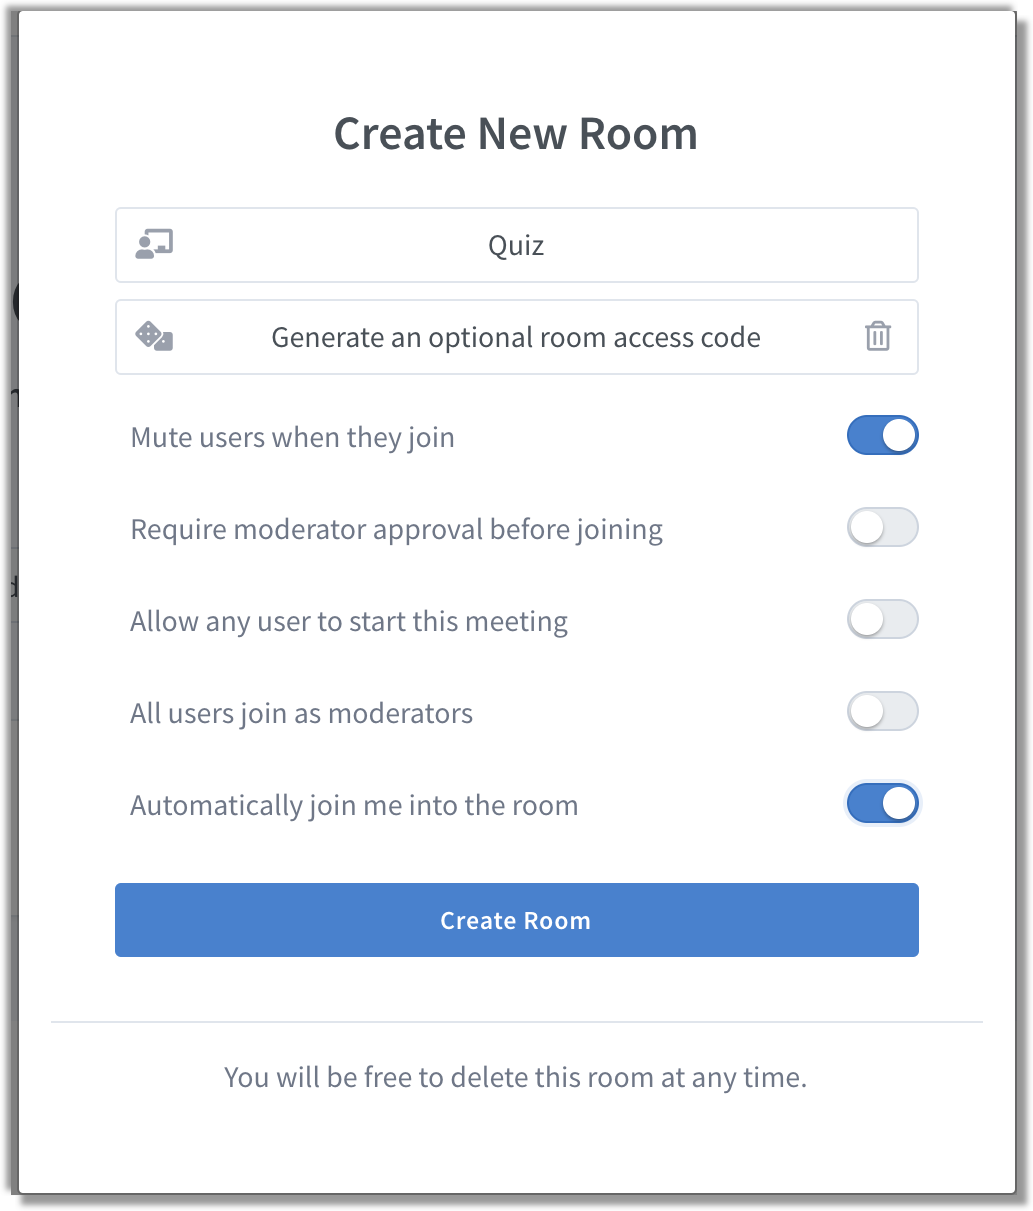 Create New Room
Quiz
Generate an optional room access code
Mute users when they join
Require moderator approval before joining
Allow any user to start this meeting
All users join as moderators
Automatically join me into the room
Create Room
You will be free to delete this room at any time.